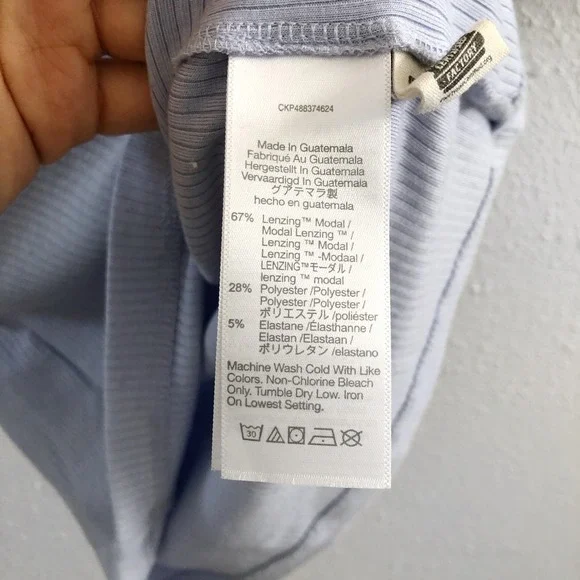 CKP488374624
FACTORY
Made In Guatemala
Fabriqué Au Guatemala
Hergestellt In Guatemala
Vervaardigd In Guatemala
グアテマラ製
hecho en guatemala
67% Lenzing™ Modal /
Modal Lenzing ™ /
Lenzing ™ Modal /
Lenzing ™ -Modaal /
LENZING™モーダル /
lenzing ™ modal
28% Polyester /Polyester /
Polyester /Polyester /
ポリエステル /poliéster
5% Elastane /Élasthanne /
Elastan /Elastaan /
ポリウレタン /elastano
Machine Wash Cold With Like
Colors. Non-Chlorine Bleach
Only. Tumble Dry Low. Iron
On Lowest Setting.
30